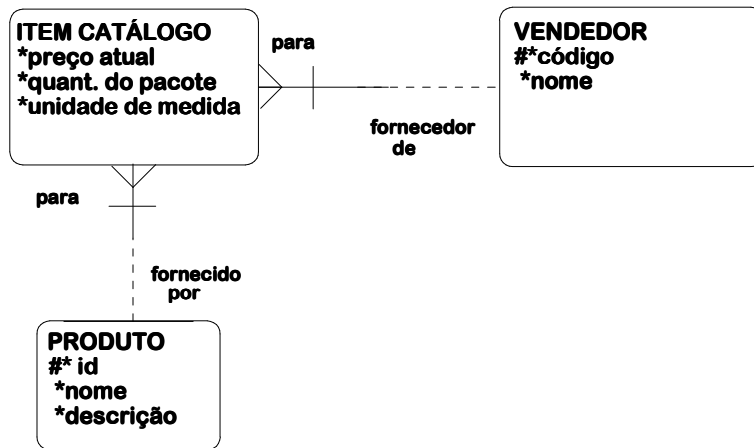 ITEM CATÁLOGO
*preço atual
*quant. do pacote
*unidade de medida
para
fornecedor
de
VENDEDOR
#*código
*nome
para
fornecido
por
PRODUTO
#* id
*nome
*descrição